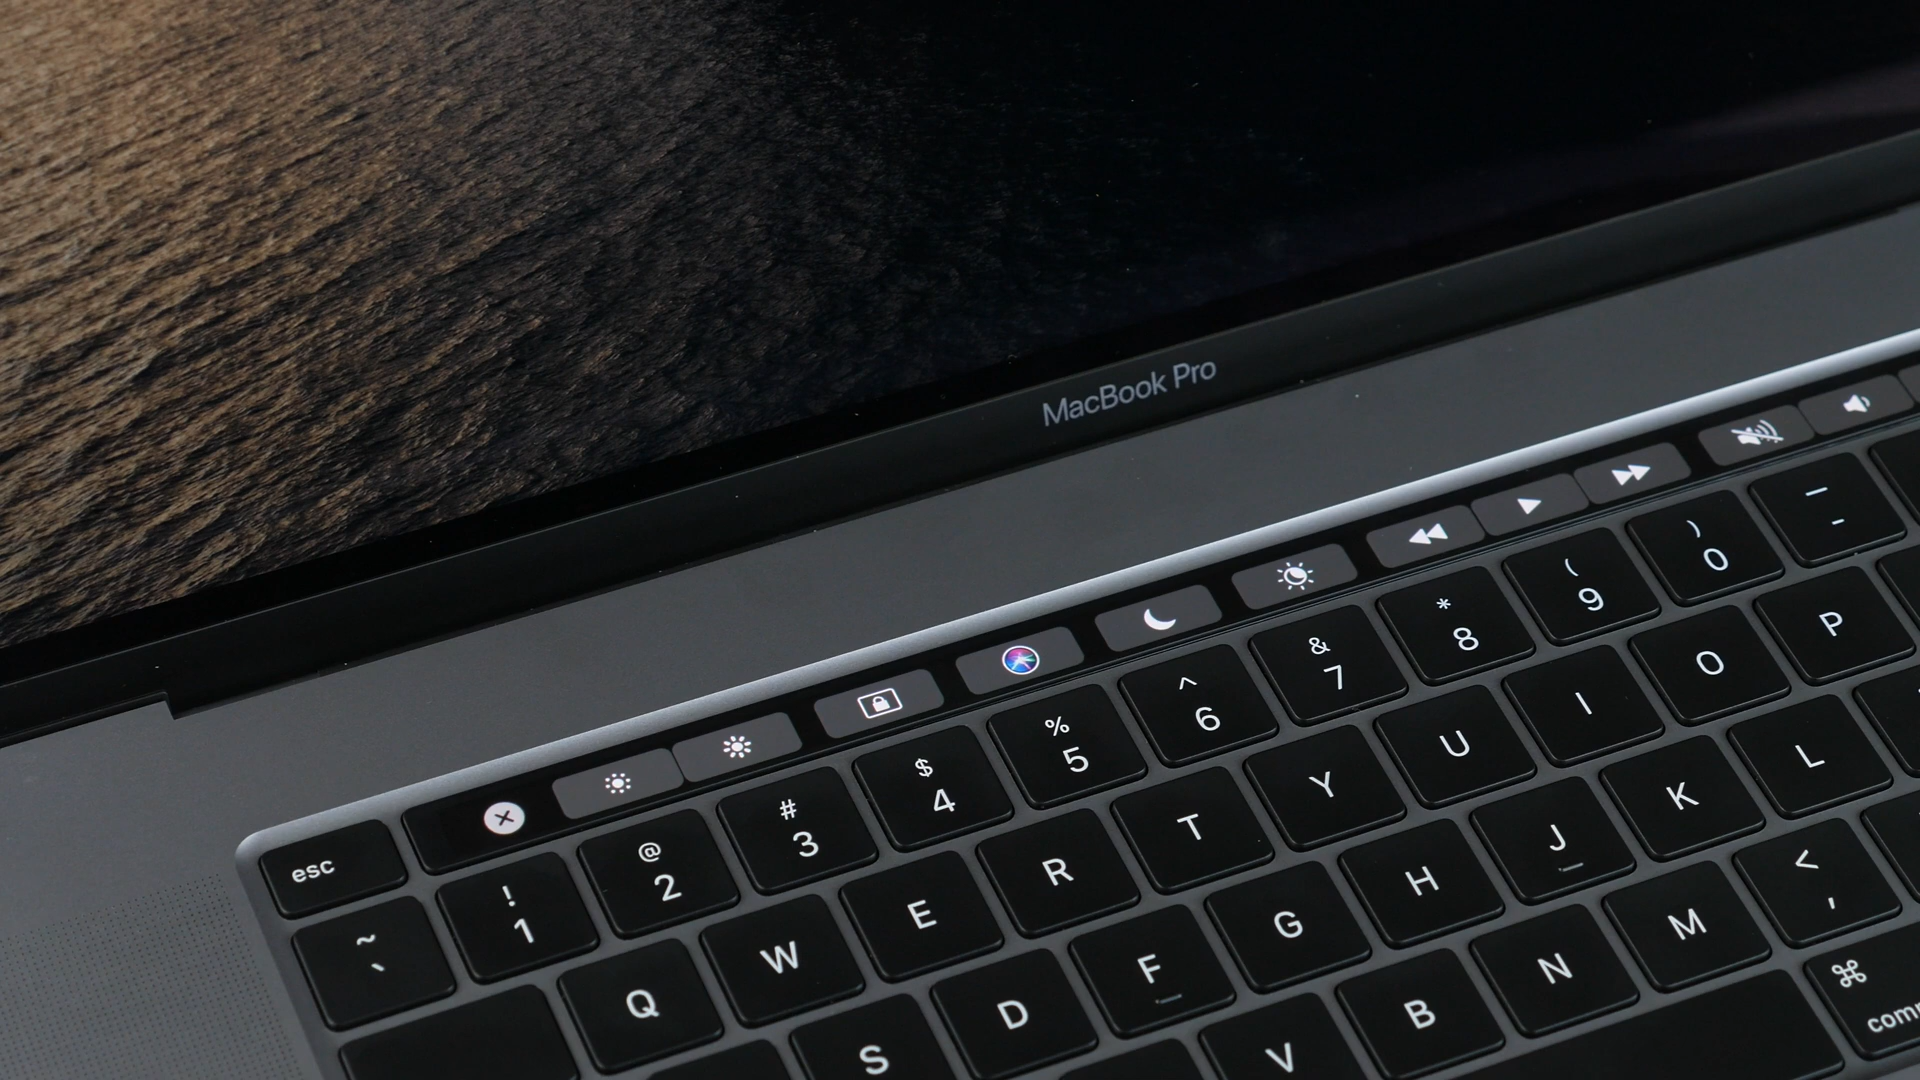 MacBook Pro
esc
~ ! @ # $ % ^ & * ( ) —
` 1 2 3 4 5 6 7 8 9 0 -
Q W E R T Y U I O P
S D F G H J K L
V B N M < ,
⌘
comm